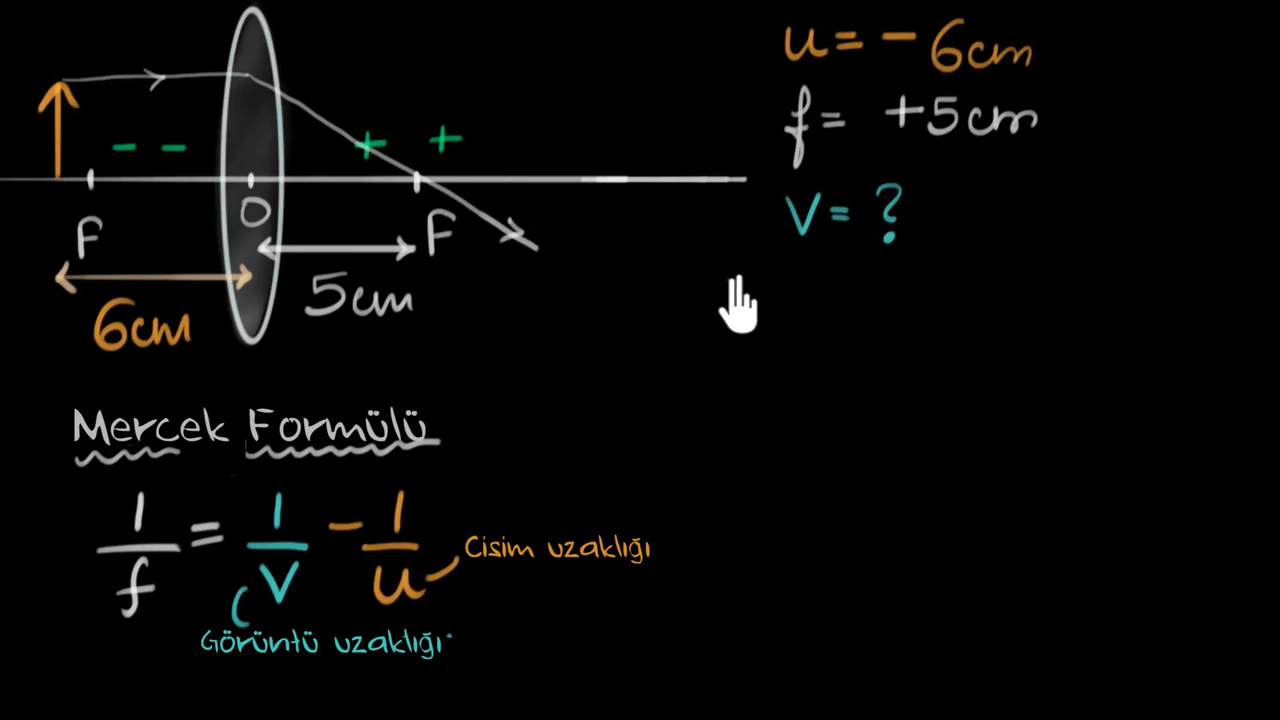 u = - 6cm
f = +5cm
v = ?
- - + +
F O F
5cm
6cm
Mercek Formülü
1/f = 1/v - 1/u
Cisim uzaklığı
Görüntü uzaklığı